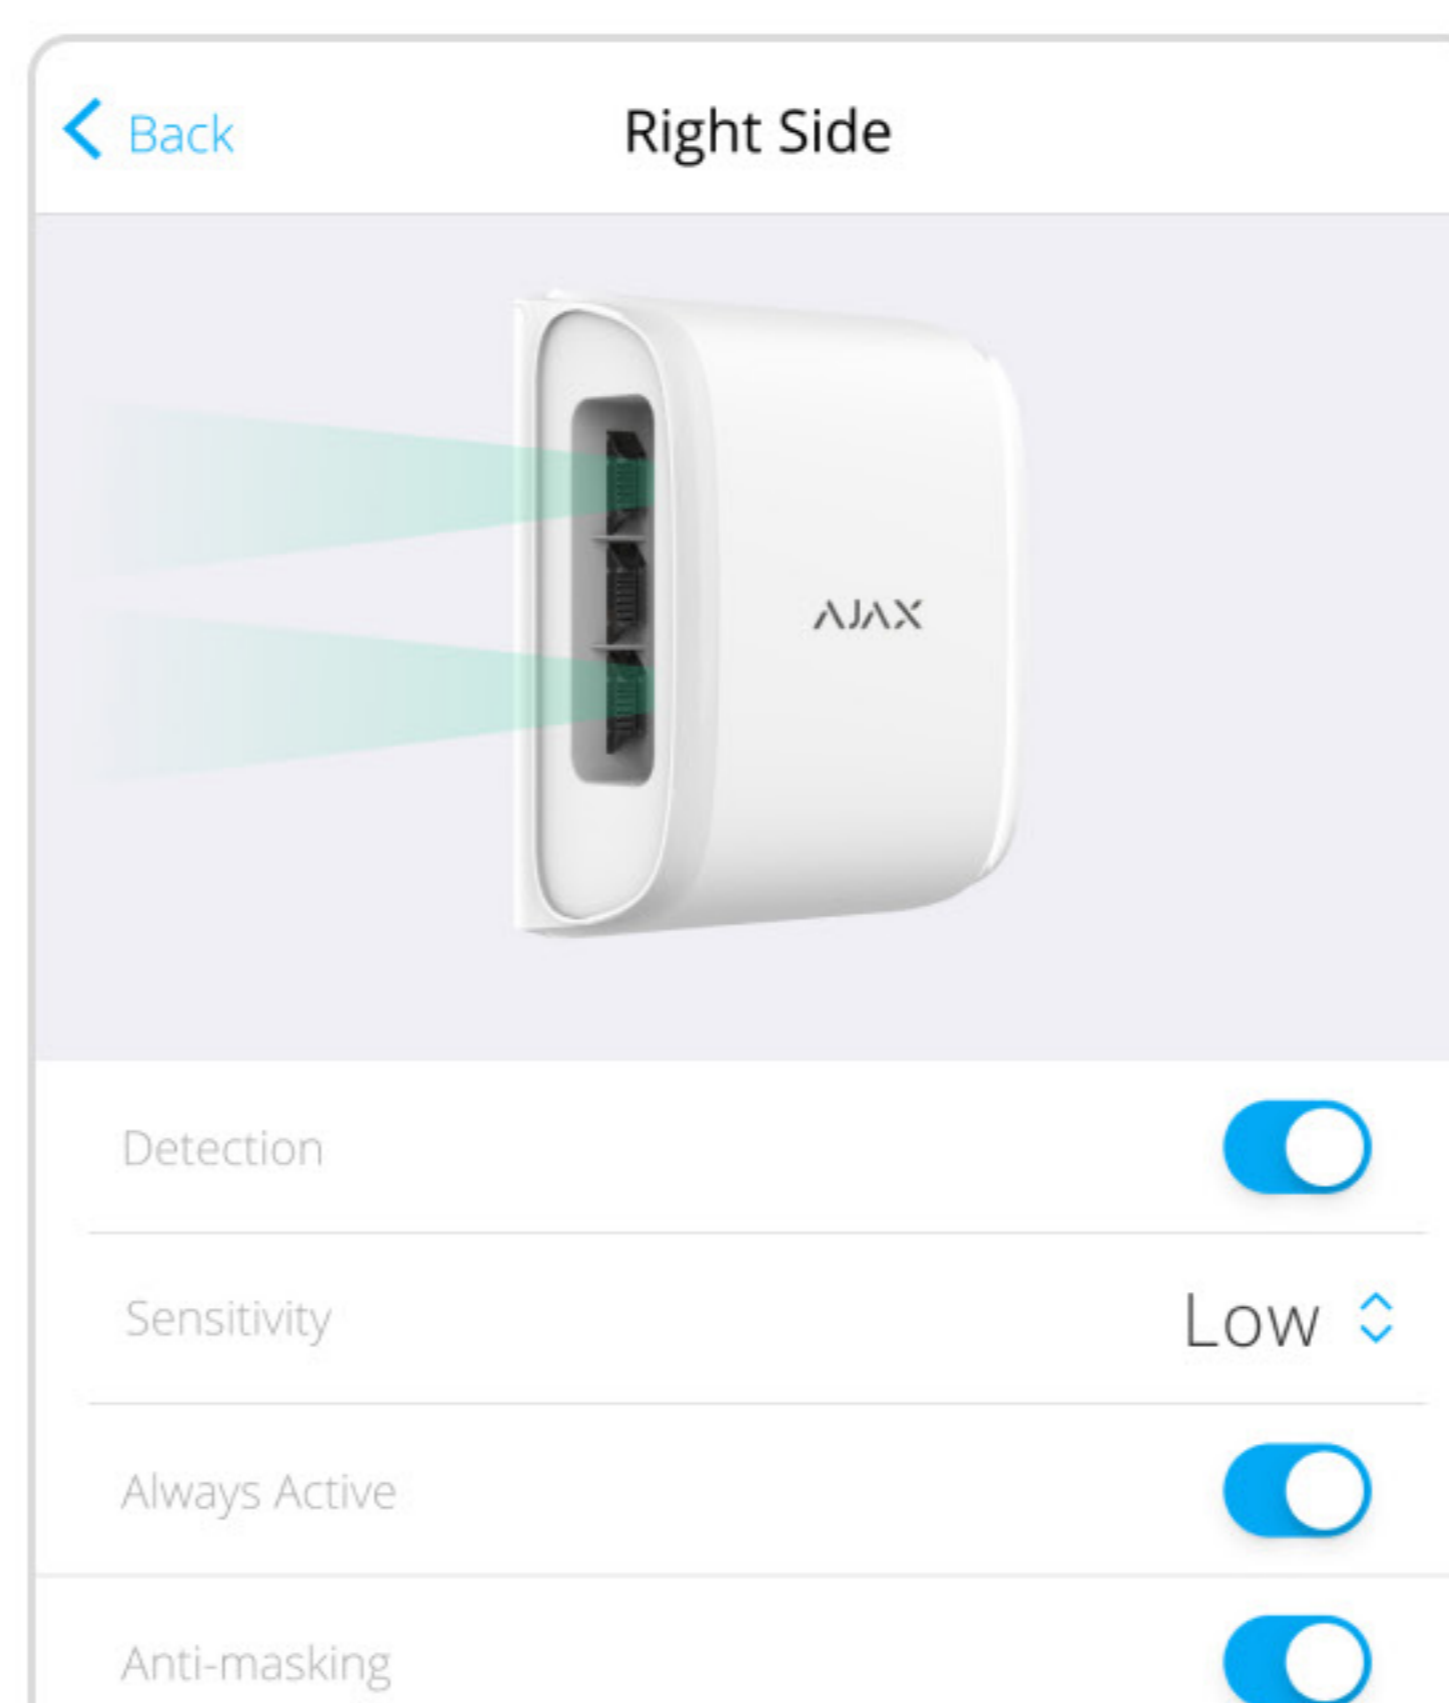 Back
Right Side
AJAX
Detection
Sensitivity
Low
Always Active
Anti-masking